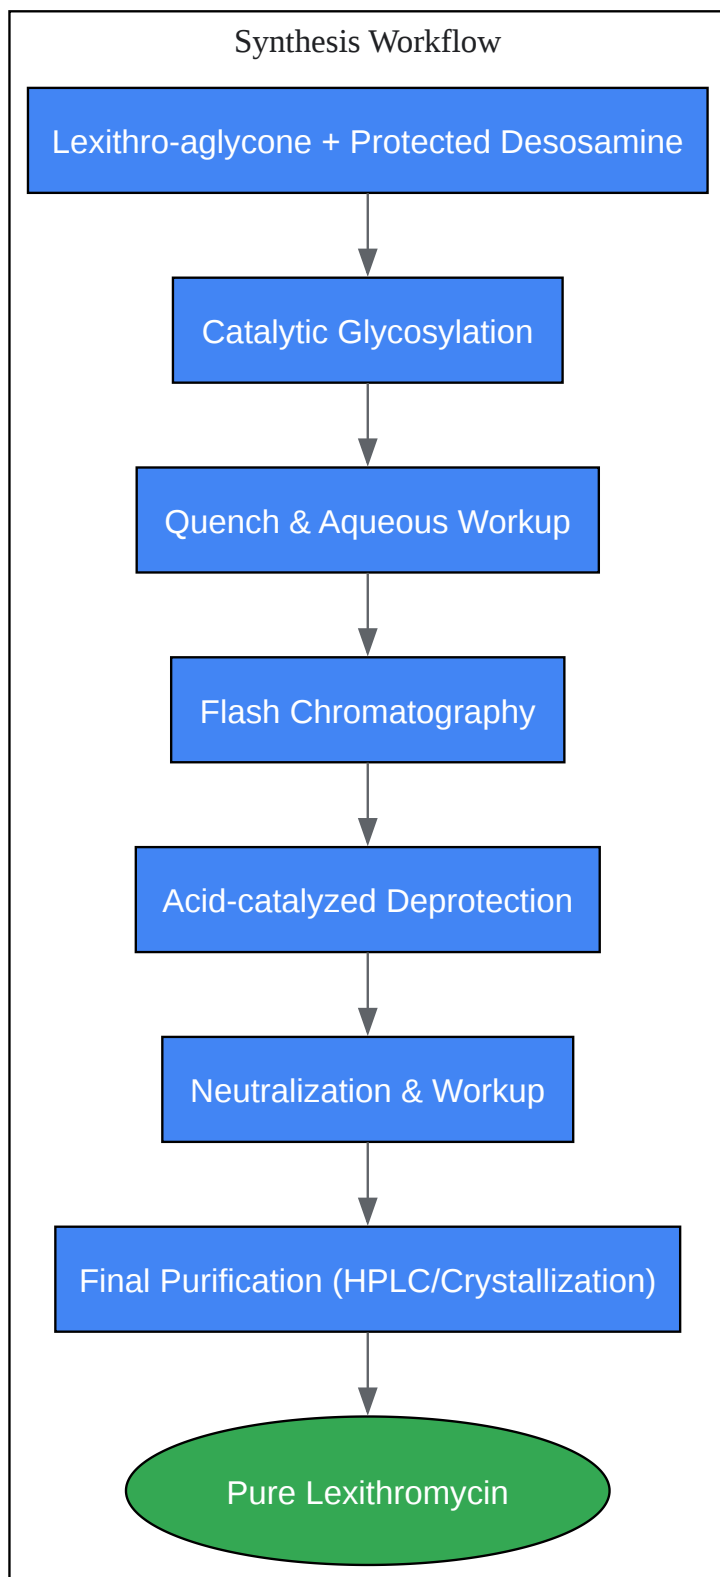 Synthesis Workflow
Lexithro-aglycone + Protected Desosamine
Catalytic Glycosylation
Quench & Aqueous Workup
Flash Chromatography
Acid-catalyzed Deprotection
Neutralization & Workup
Final Purification (HPLC/Crystallization)
Pure Lexithromycin